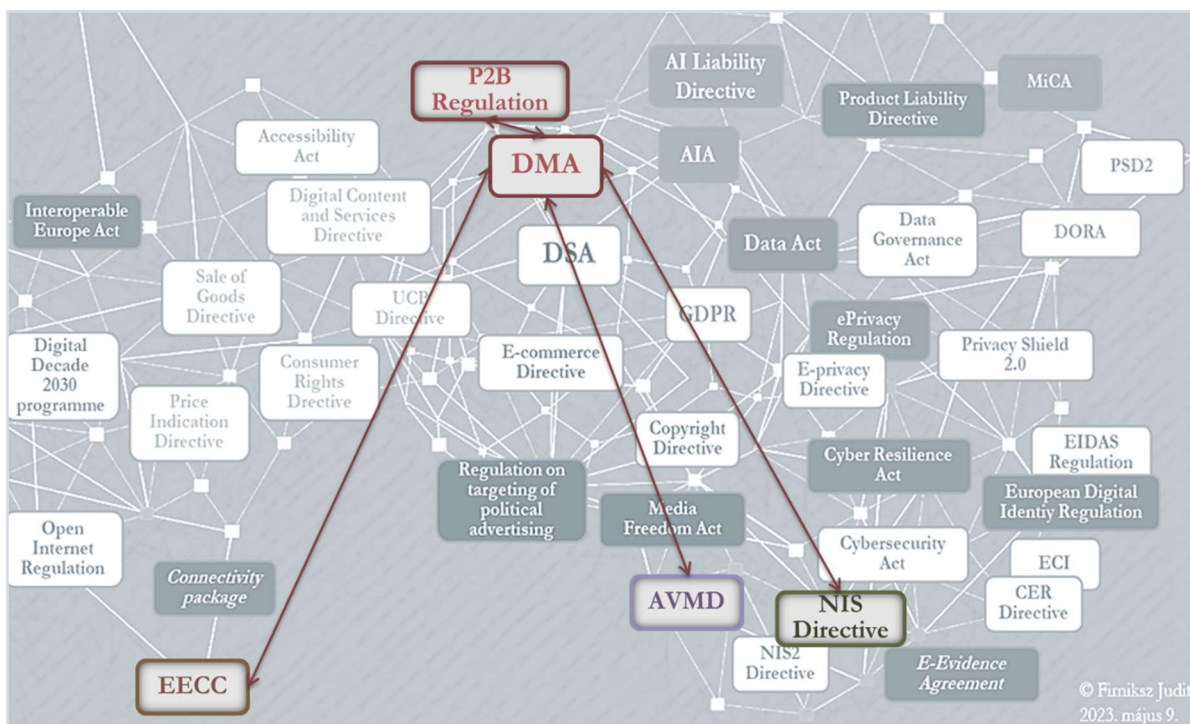 P2B
Regulation
AI Liability
Directive
Product Liability
Directive
MiCA
Accessibility
Act
DMA
AIA
PSD2
Interoperable
Europe Act
Digital Content
and Services
Directive
DSA
Data Act
Data
Governance
Act
DORA
Sale of
Goods
Directive
UCP
Directive
GDPR
ePrivacy
Regulation
Privacy Shield
2.0
Digital
Decade
2030
programme
Price
Indication
Directive
Consumer
Rights
Drective
E-commerce
Directive
E-privacy
Directive
Copyright
Directive
Cyber Resilience
Act
EIDAS
Regulation
European Digital
Identiy Regulation
Regulation on
targeting of
political
advertising
Media
Freedom Act
Open
Internet
Regulation
Connectivity
package
Cybersecurity
Act
ECI
CER
Directive
AVMD
NIS
Directive
NIS2
Directive
E-Evidence
Agreement
EECC
© Firniksz Judit
2023. május 9.